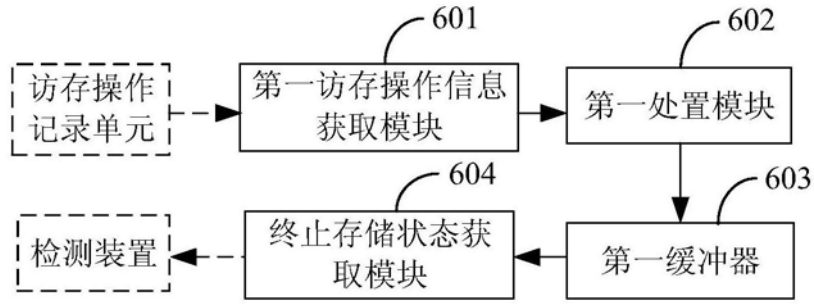 601
602
访存操作
记录单元
第一访存操作信息
获取模块
第一处置模块
604
603
检测装置
终止存储状态获
取模块
第一缓冲器